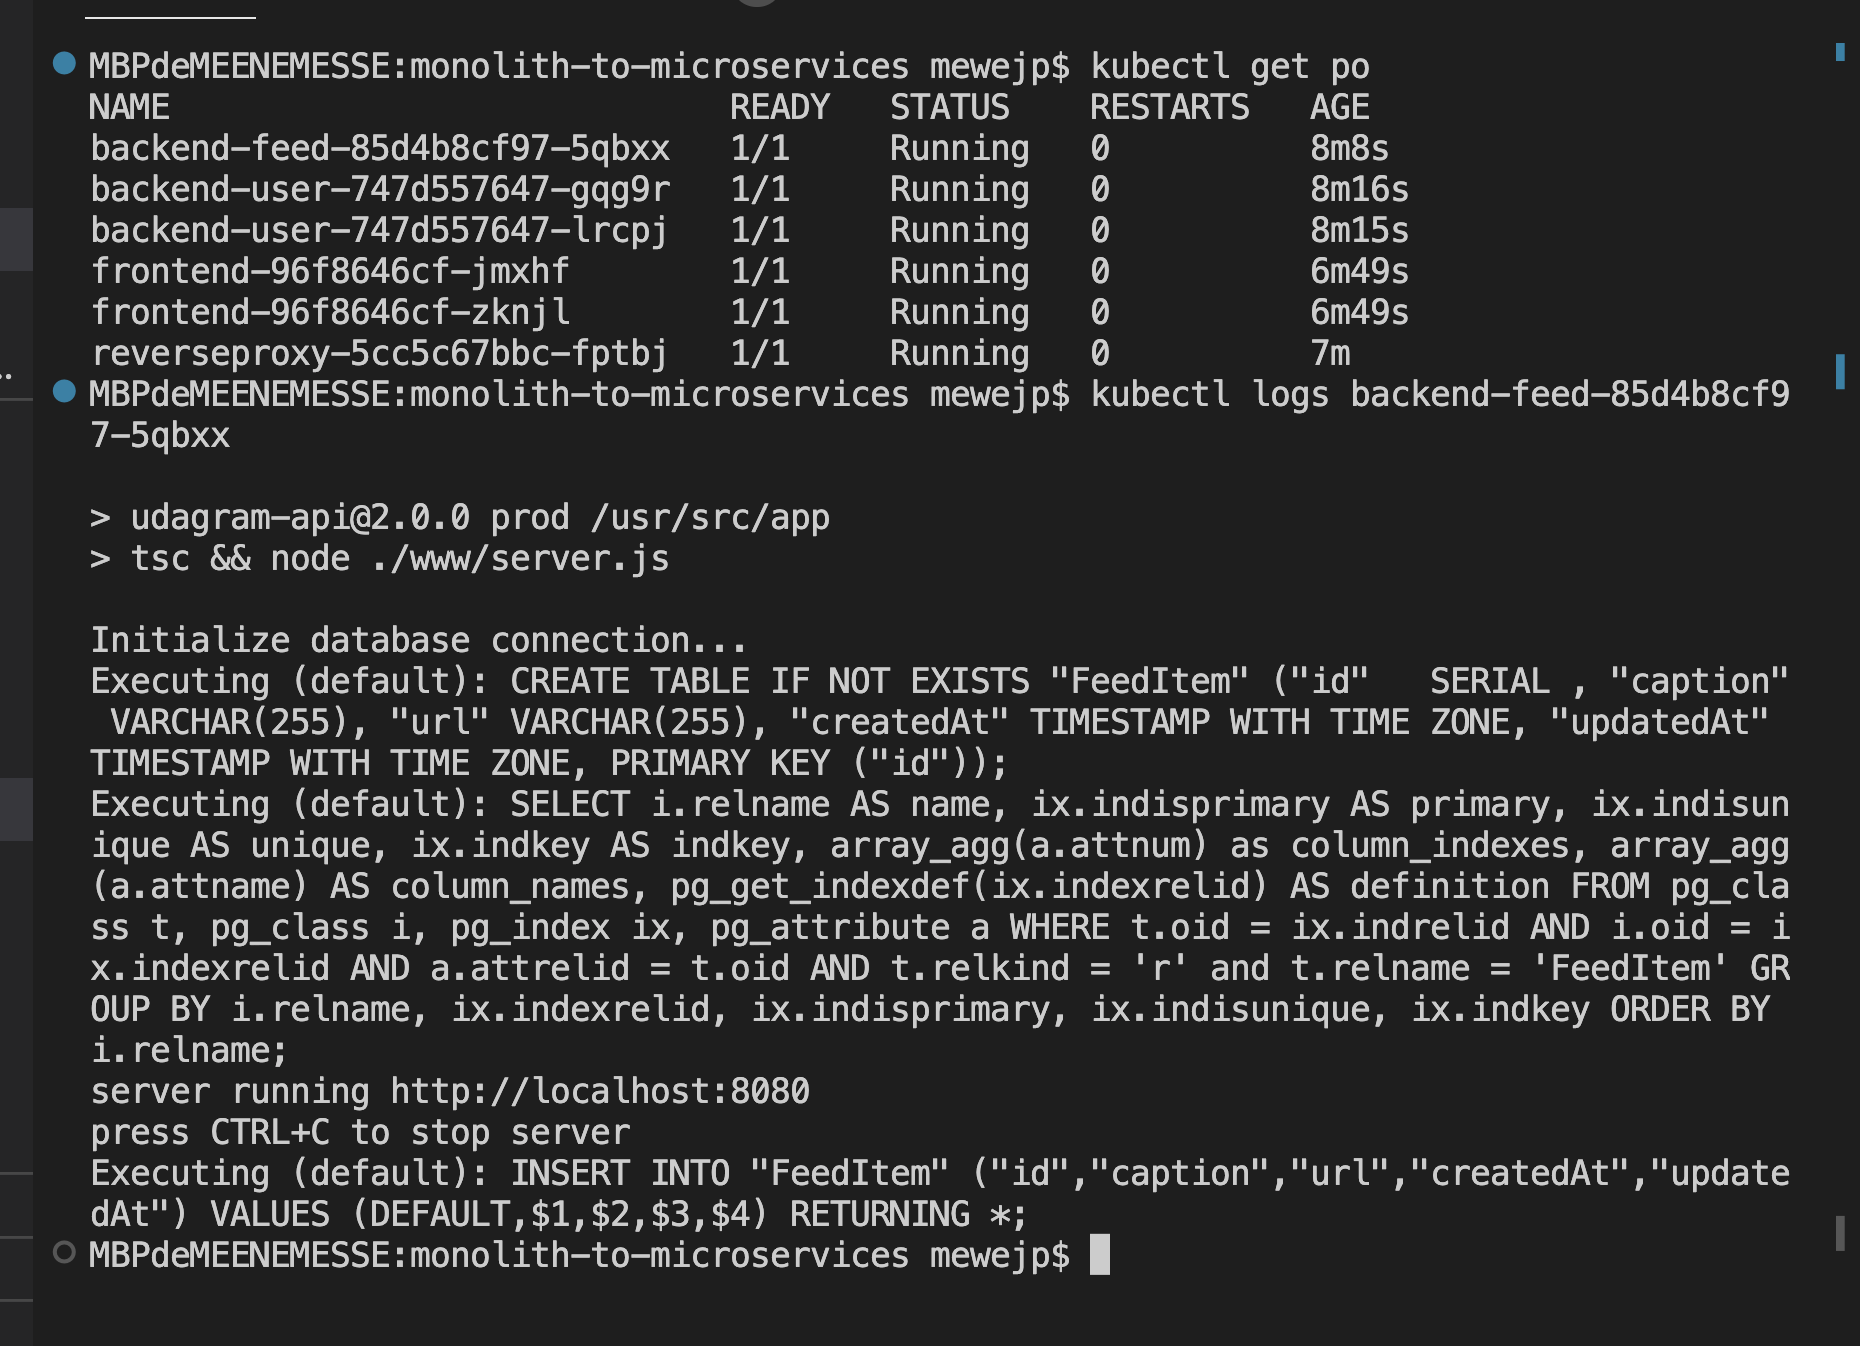 MBPdeMEENEMESSE:monolith-to-microservices mewejp$ kubectl get po
NAME                            READY   STATUS    RESTARTS   AGE
backend-feed-85d4b8cf97-5qbxx   1/1     Running   0          8m8s
backend-user-747d557647-gqg9r   1/1     Running   0          8m16s
backend-user-747d557647-lrcpj   1/1     Running   0          8m15s
frontend-96f8646cf-jmxhf        1/1     Running   0          6m49s
frontend-96f8646cf-zknjl        1/1     Running   0          6m49s
reverseproxy-5cc5c67bbc-fptbj   1/1     Running   0          7m
MBPdeMEENEMESSE:monolith-to-microservices mewejp$ kubectl logs backend-feed-85d4b8cf9
7-5qbxx
> udagram-api@2.0.0 prod /usr/src/app
> tsc && node ./www/server.js
Initialize database connection...
Executing (default): CREATE TABLE IF NOT EXISTS "FeedItem" ("id"   SERIAL , "caption"
 VARCHAR(255), "url" VARCHAR(255), "createdAt" TIMESTAMP WITH TIME ZONE, "updatedAt"
TIMESTAMP WITH TIME ZONE, PRIMARY KEY ("id"));
Executing (default): SELECT i.relname AS name, ix.indisprimary AS primary, ix.indisun
ique AS unique, ix.indkey AS indkey, array_agg(a.attnum) as column_indexes, array_agg
(a.attname) AS column_names, pg_get_indexdef(ix.indexrelid) AS definition FROM pg_cla
ss t, pg_class i, pg_index ix, pg_attribute a WHERE t.oid = ix.indrelid AND i.oid = i
x.indexrelid AND a.attrelid = t.oid AND t.relkind = 'r' and t.relname = 'FeedItem' GR
OUP BY i.relname, ix.indexrelid, ix.indisprimary, ix.indisunique, ix.indkey ORDER BY
i.relname;
server running http://localhost:8080
press CTRL+C to stop server
Executing (default): INSERT INTO "FeedItem" ("id","caption","url","createdAt","update
dAt") VALUES (DEFAULT,$1,$2,$3,$4) RETURNING *;
MBPdeMEENEMESSE:monolith-to-microservices mewejp$